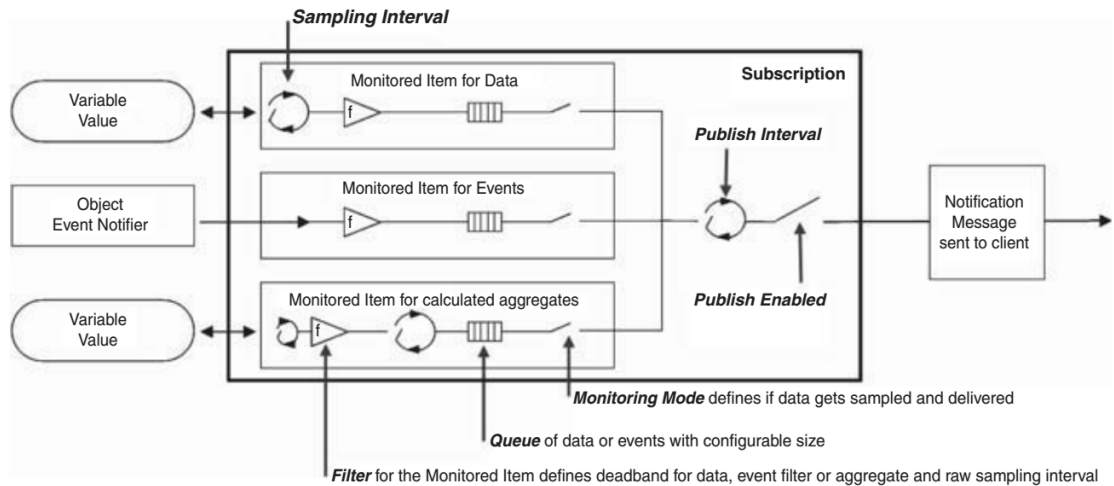 Sampling Interval
Monitored Item for Data
Subscription
Variable
Value
f
Publish Interval
Monitored Item for Events
Object
Event Notifier
f
Notification
Message
sent to client
Monitored Item for calculated aggregates
Publish Enabled
Variable
Value
f
Monitoring Mode defines if data gets sampled and delivered
Queue of data or events with configurable size
Filter for the Monitored Item defines deadband for data, event filter or aggregate and raw sampling interval